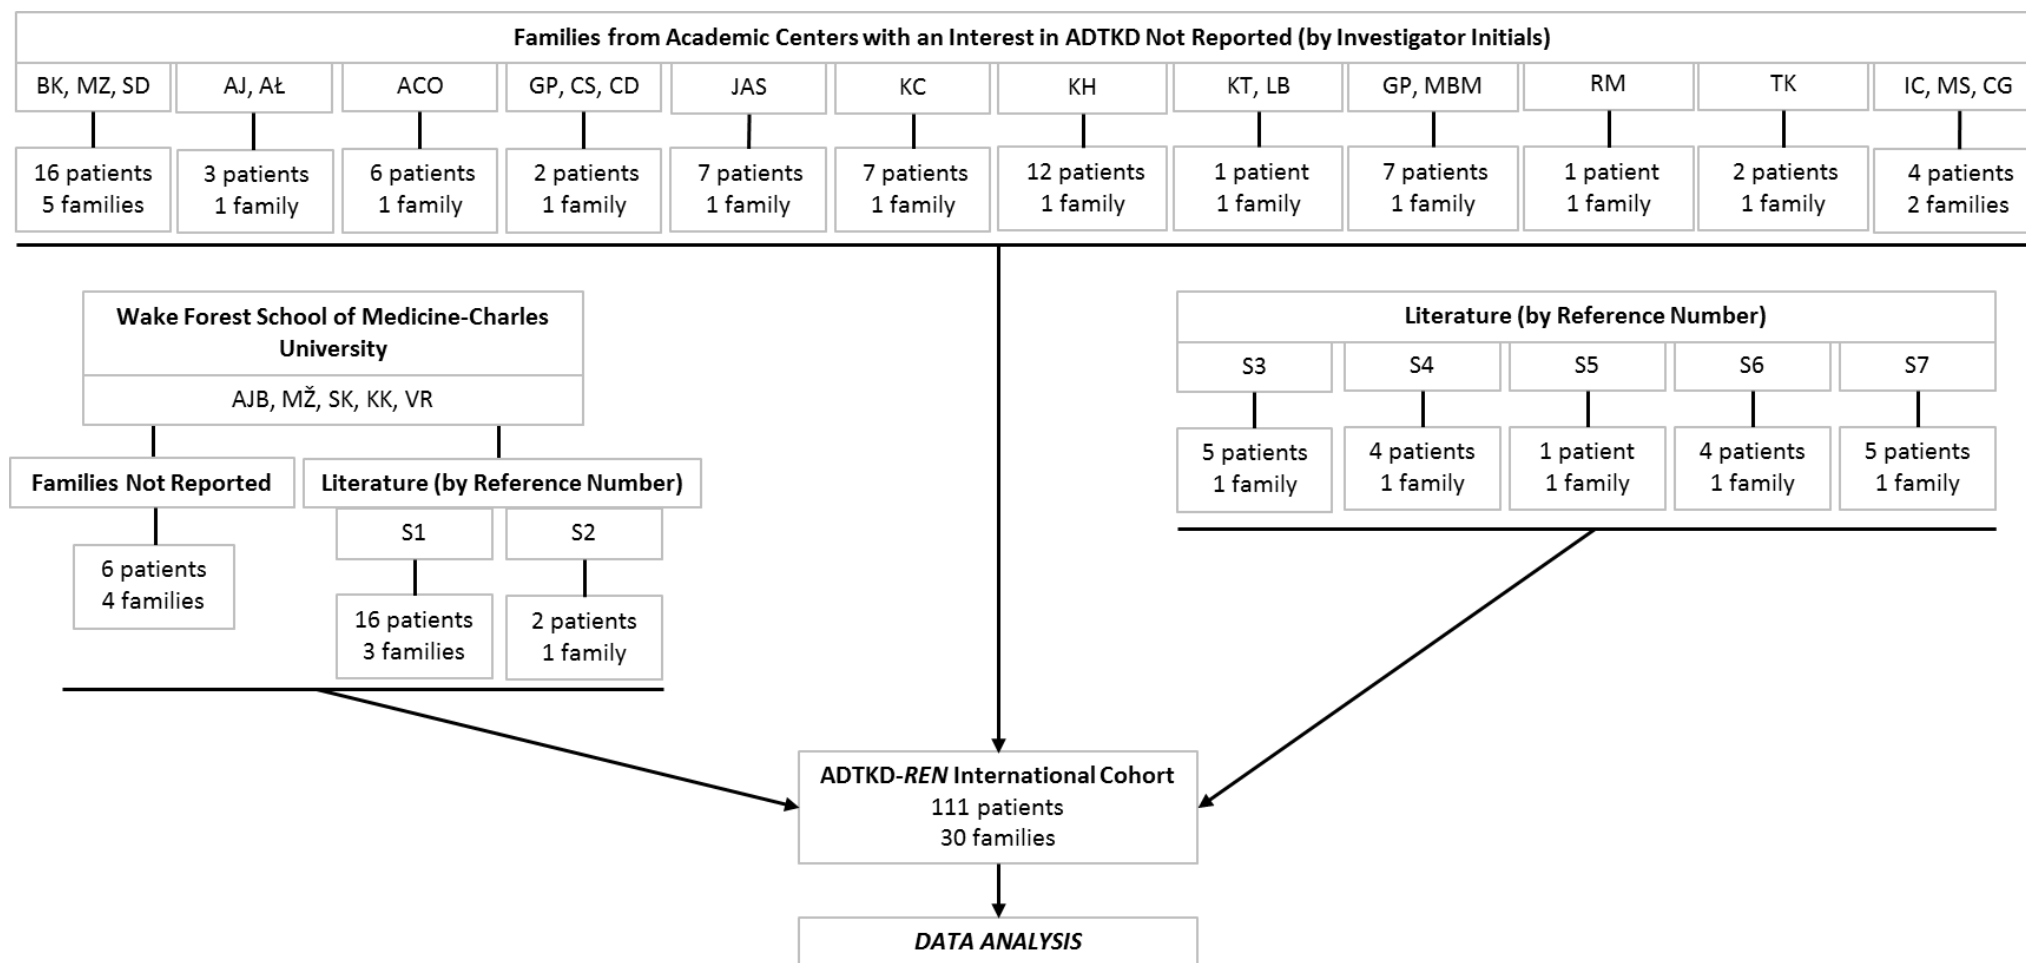 Families from Academic Centers with an Interest in ADTKD Not Reported (by Investigator Initials)
BK, MZ, SD
AJ, AŁ
ACO
GP, CS, CD
JAS
KC
KH
KT, LB
GP, MBM
RM
TK
IC, MS, CG
16 patients
5 families
3 patients
1 family
6 patients
1 family
2 patients
1 family
7 patients
1 family
7 patients
1 family
12 patients
1 family
1 patient
1 family
7 patients
1 family
1 patient
1 family
2 patients
1 family
4 patients
2 families
Wake Forest School of Medicine-Charles
University
AJB, MŽ, SK, KK, VR
Families Not Reported
6 patients
4 families
Literature (by Reference Number)
S1
S2
16 patients
3 families
2 patients
1 family
Literature (by Reference Number)
S3
S4
S5
S6
S7
5 patients
1 family
4 patients
1 family
1 patient
1 family
4 patients
1 family
5 patients
1 family
ADTKD-REN International Cohort
111 patients
30 families
DATA ANALYSIS